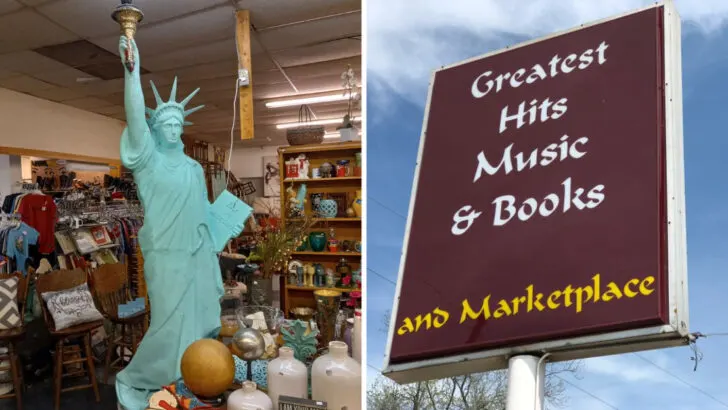 Greatest
Hits
Music
& Books
and Marketplace